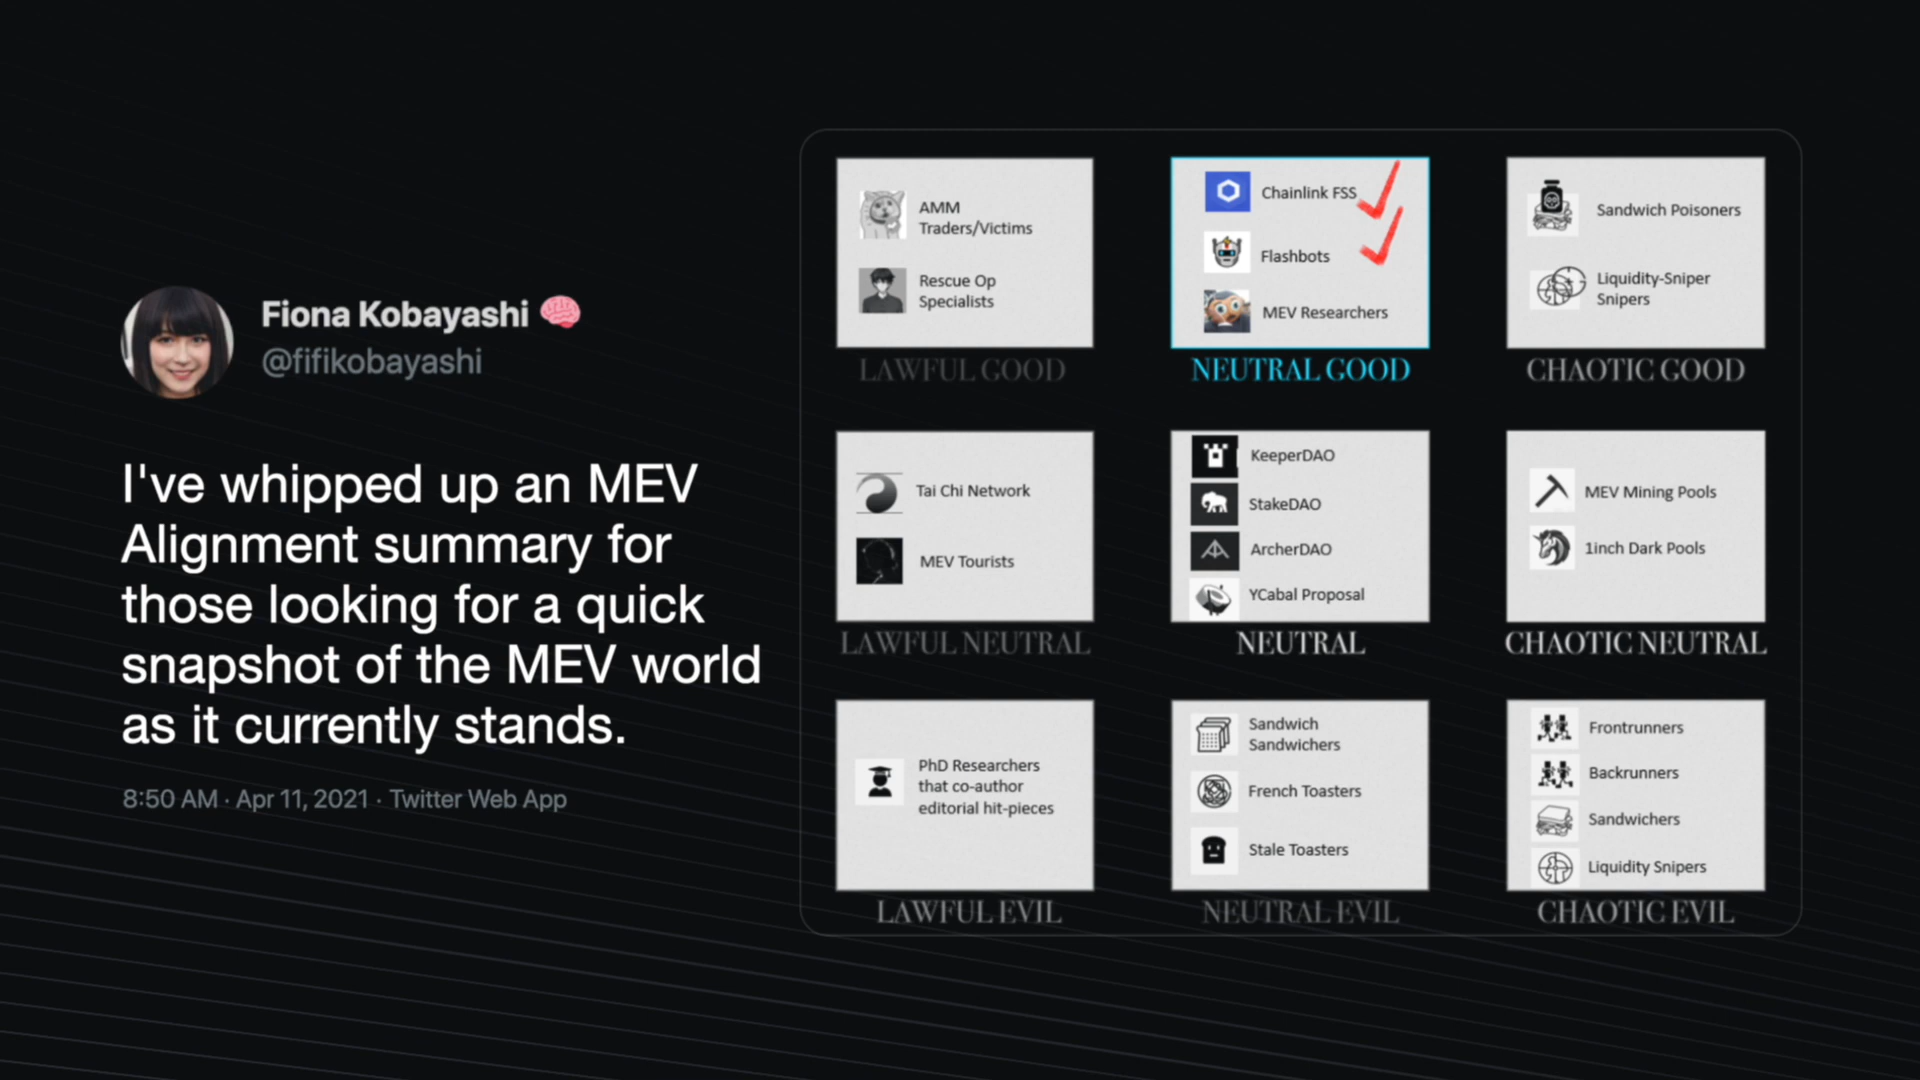 Fiona Kobayashi 🧠
@fifikobayashi
I've whipped up an MEV
Alignment summary for
those looking for a quick
snapshot of the MEV world
as it currently stands.
8:50 AM · Apr 11, 2021 · Twitter Web App
AMM
Traders/Victims
Rescue Op
Specialists
LAWFUL GOOD
Chainlink FSS
Flashbots
MEV Researchers
NEUTRAL GOOD
Sandwich Poisoners
Liquidity-Sniper
Snipers
CHAOTIC GOOD
Tai Chi Network
MEV Tourists
LAWFUL NEUTRAL
KeeperDAO
StakeDAO
ArcherDAO
YCabal Proposal
NEUTRAL
MEV Mining Pools
1inch Dark Pools
CHAOTIC NEUTRAL
PhD Researchers
that co-author
editorial hit-pieces
LAWFUL EVIL
Sandwich
Sandwichers
French Toasters
Stale Toasters
NEUTRAL EVIL
Frontrunners
Backrunners
Sandwichers
Liquidity Snipers
CHAOTIC EVIL